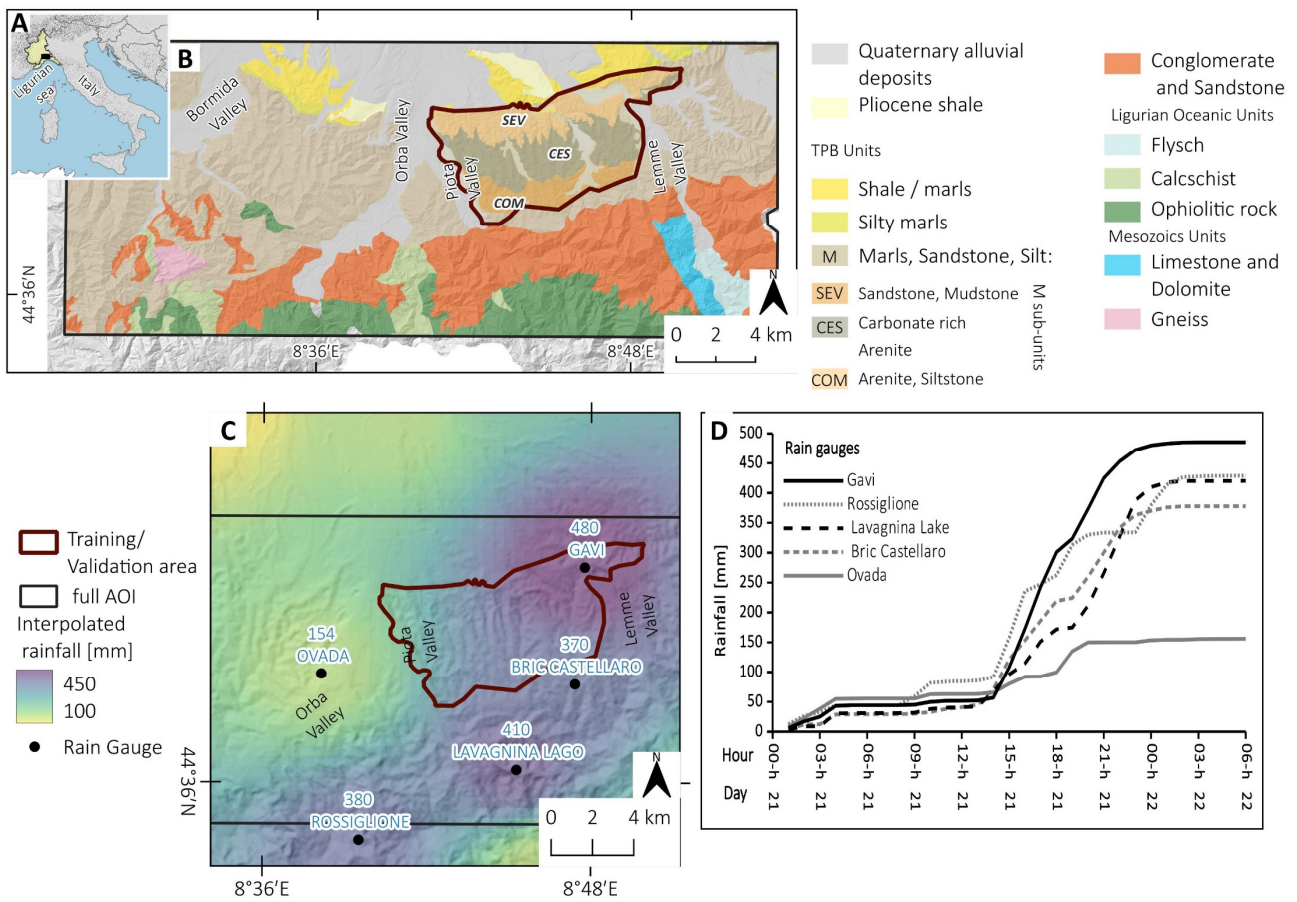 A
Ligurian
sea
Italy
B
Bormida
Valley
Orba Valley
Piota
Valley
Lemme
Valley
SEV
CES
COM
44°36′N
8°36′E
8°48′E
N
0 2 4 km
Quaternary alluvial
deposits
Pliocene shale
TPB Units
Shale / marls
Silty marls
M Marls, Sandstone, Silt:
SEV Sandstone, Mudstone
CES Carbonate rich
Arenite
COM Arenite, Siltstone
M sub-units
Conglomerate
and Sandstone
Ligurian Oceanic Units
Flysch
Calcschist
Ophiolitic rock
Mesozoics Units
Limestone and
Dolomite
Gneiss
Training/
Validation area
full AOI
Interpolated
rainfall [mm]
450
100
Rain Gauge
C
480
GAVI
154
OVADA
370
BRIC CASTELLARO
410
LAVAGNINA LAGO
380
ROSSIGLIONE
Piota
Valley
Lemme
Valley
Orba
Valley
44°36′N
N
0 2 4 km
8°36′E
8°48′E
D
Rain gauges
Gavi
Rossiglione
Lavagnina Lake
Bric Castellaro
Ovada
Rainfall [mm]
500
450
400
350
300
250
200
150
100
50
0
Hour
00-h 03-h 06-h 09-h 12-h 15-h 18-h 21-h 00-h 03-h 06-h
Day
21 21 21 21 21 21 21 21 22 22 22